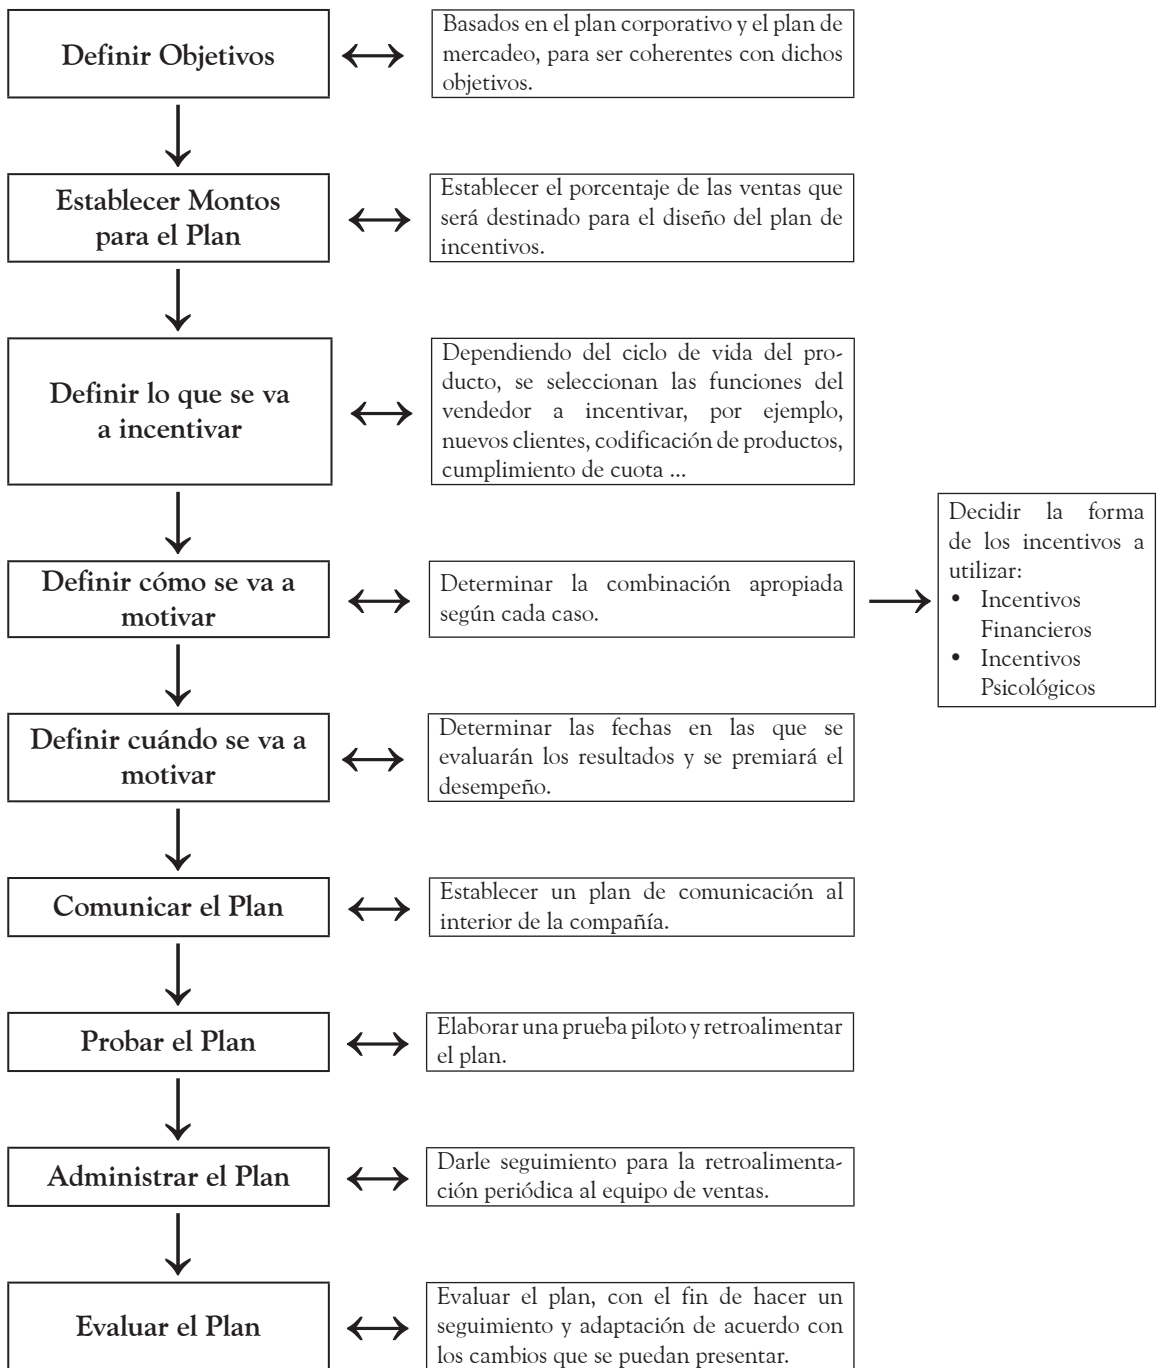 Definir Objetivos
Basados en el plan corporativo y el plan de
mercadeo, para ser coherentes con dichos
objetivos.
Establecer Montos
para el Plan
Establecer el porcentaje de las ventas que
será destinado para el diseño del plan de
incentivos.
Definir lo que se va
a incentivar
Dependiendo del ciclo de vida del pro-
ducto, se seleccionan las funciones del
vendedor a incentivar, por ejemplo,
nuevos clientes, codificación de productos,
cumplimiento de cuota ...
Definir cómo se va a
motivar
Determinar la combinación apropiada
según cada caso.
Decidir la forma
de los incentivos a
utilizar:
• Incentivos
Financieros
• Incentivos
Psicológicos
Definir cuándo se va a
motivar
Determinar las fechas en las que se
evaluarán los resultados y se premiará el
desempeño.
Comunicar el Plan
Establecer un plan de comunicación al
interior de la compañía.
Probar el Plan
Elaborar una prueba piloto y retroalimentar
el plan.
Administrar el Plan
Darle seguimiento para la retroalimenta-
ción periódica al equipo de ventas.
Evaluar el Plan
Evaluar el plan, con el fin de hacer un
seguimiento y adaptación de acuerdo con
los cambios que se puedan presentar.